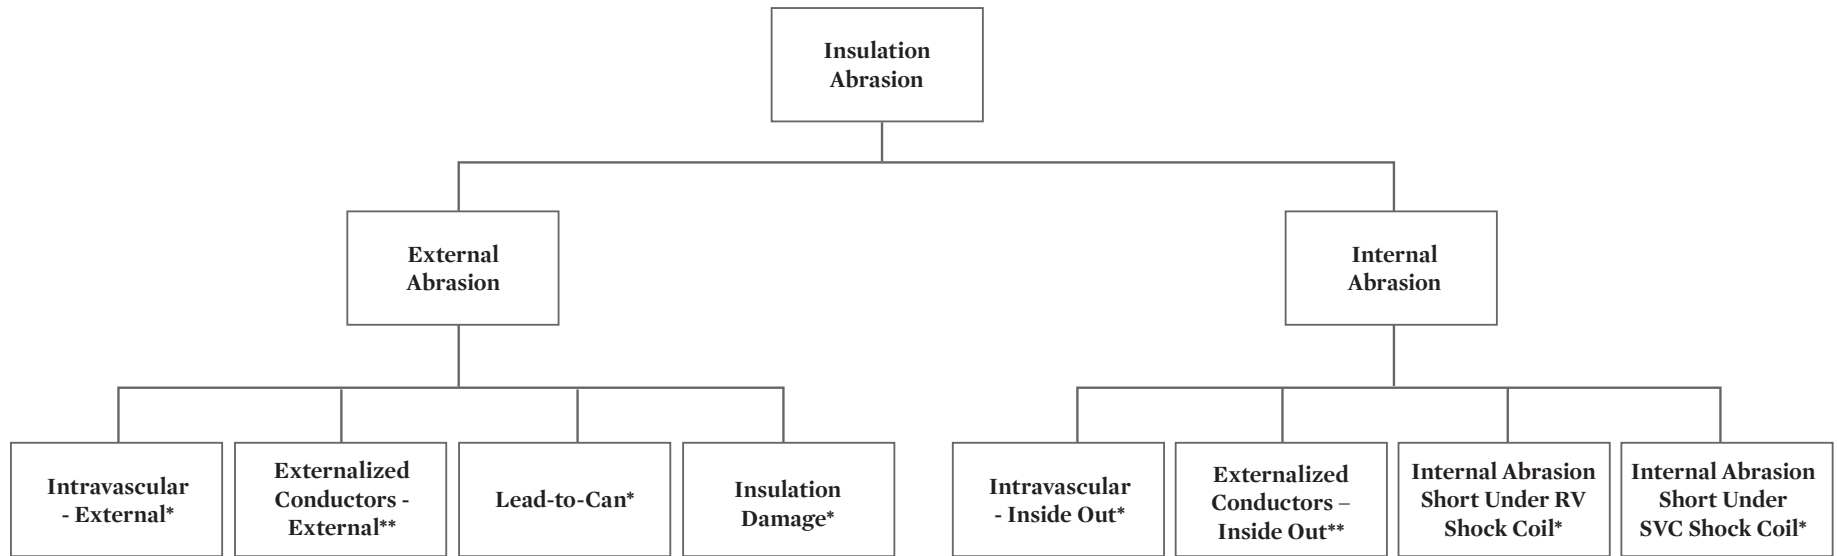 Insulation
Abrasion
External
Abrasion
Internal
Abrasion
Intravascular
- External*
Externalized
Conductors -
External**
Lead-to-Can*
Insulation
Damage*
Intravascular
- Inside Out*
Externalized
Conductors –
Inside Out**
Internal Abrasion
Short Under RV
Shock Coil*
Internal Abrasion
Short Under
SVC Shock Coil*